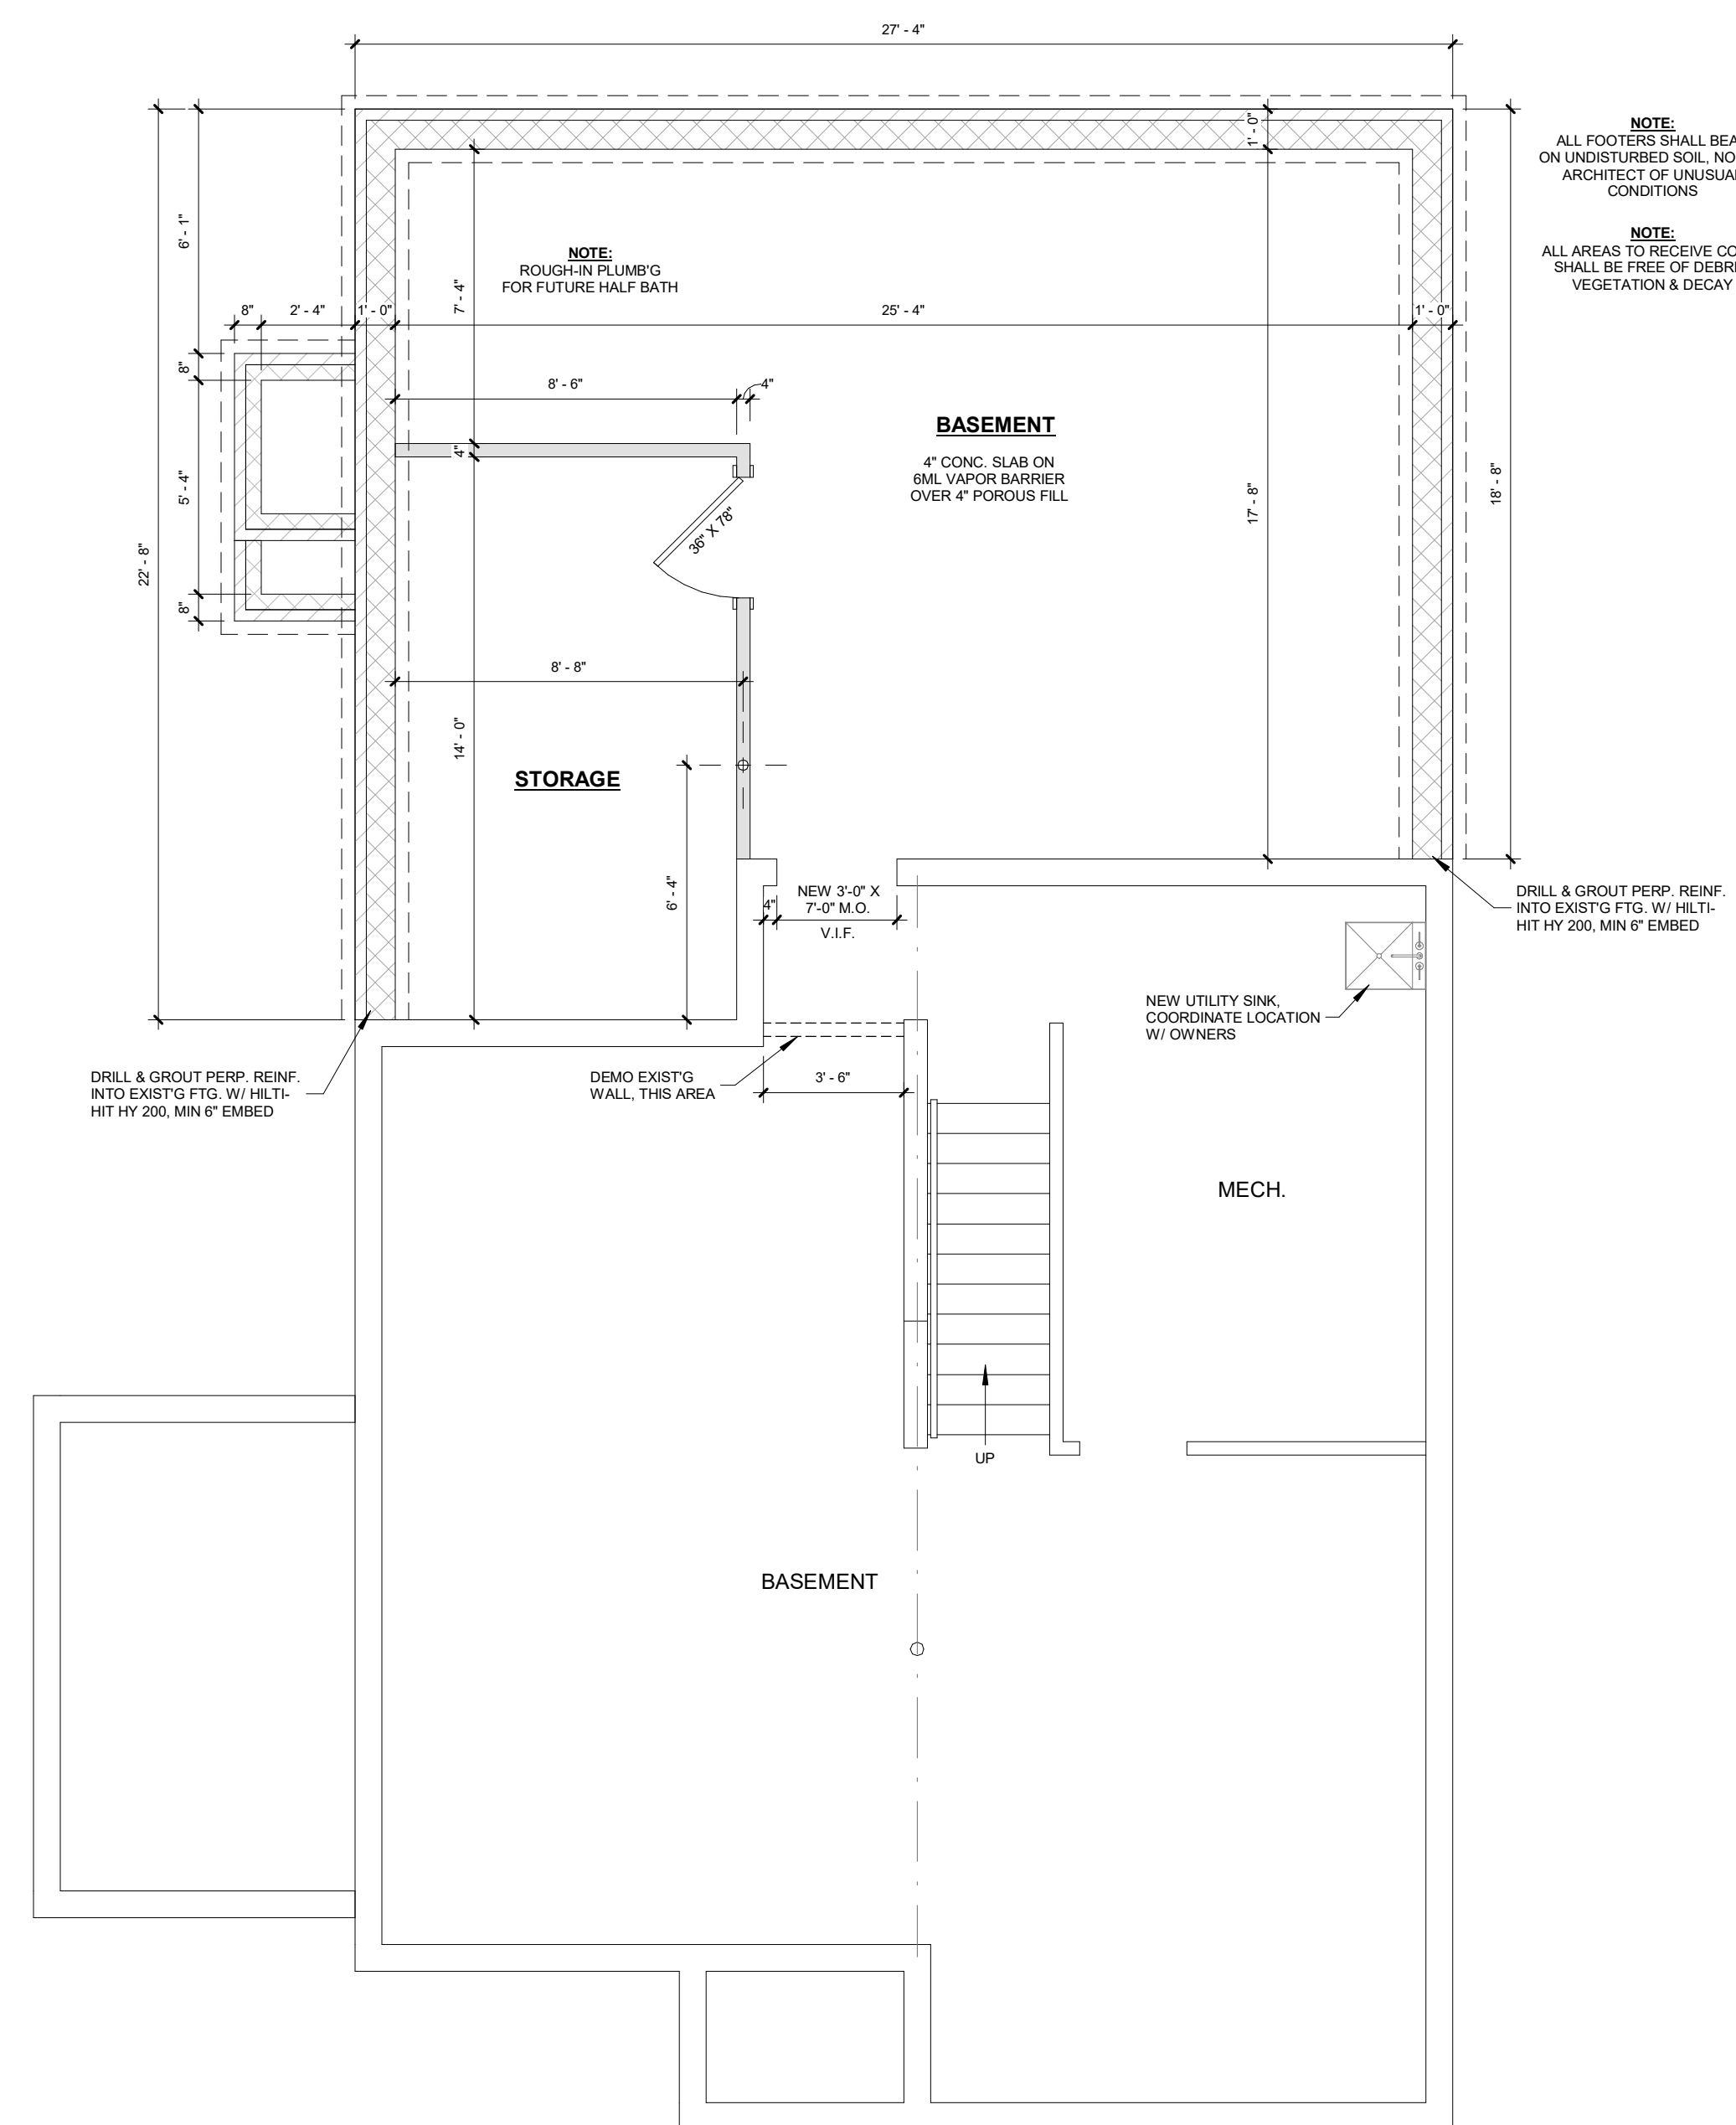 27' - 4"
NOTE:
ALL FOOTERS SHALL
ON UNDISTURBED SOIL,
ARCHITECT OF UNUSUAL
CONDITIONS
NOTE:
ALL AREAS TO RECEIVE
SHALL BE FREE OF
VEGETATION & DECAY
1' - 0"
6' - 1"
NOTE:
ROUGH-IN PLUMB'G
FOR FUTURE HALF BATH
7' - 4"
8"
2' - 4"
1' - 0"
25' - 4"
1' - 0"
8"
8' - 6"
4"
BASEMENT
4" CONC. SLAB ON
6ML VAPOR BARRIER
OVER 4" POROUS FILL
4"
5' - 4"
17' - 8"
18' - 8"
36" X 78"
22' - 8"
8"
8' - 8"
14' - 0"
STORAGE
6' - 4"
4"
NEW 3'-0" X
7'-0" M.O.
V.I.F.
DRILL & GROUT PERP. REINF.
INTO EXIST'G FTG. W/ HILTI-
HIT HY 200, MIN 6" EMBED
NEW UTILITY SINK,
COORDINATE LOCATION
W/ OWNERS
DRILL & GROUT PERP. REINF.
INTO EXIST'G FTG. W/ HILTI-
HIT HY 200, MIN 6" EMBED
DEMO EXIST'G
WALL, THIS AREA
3' - 6"
MECH.
UP
BASEMENT